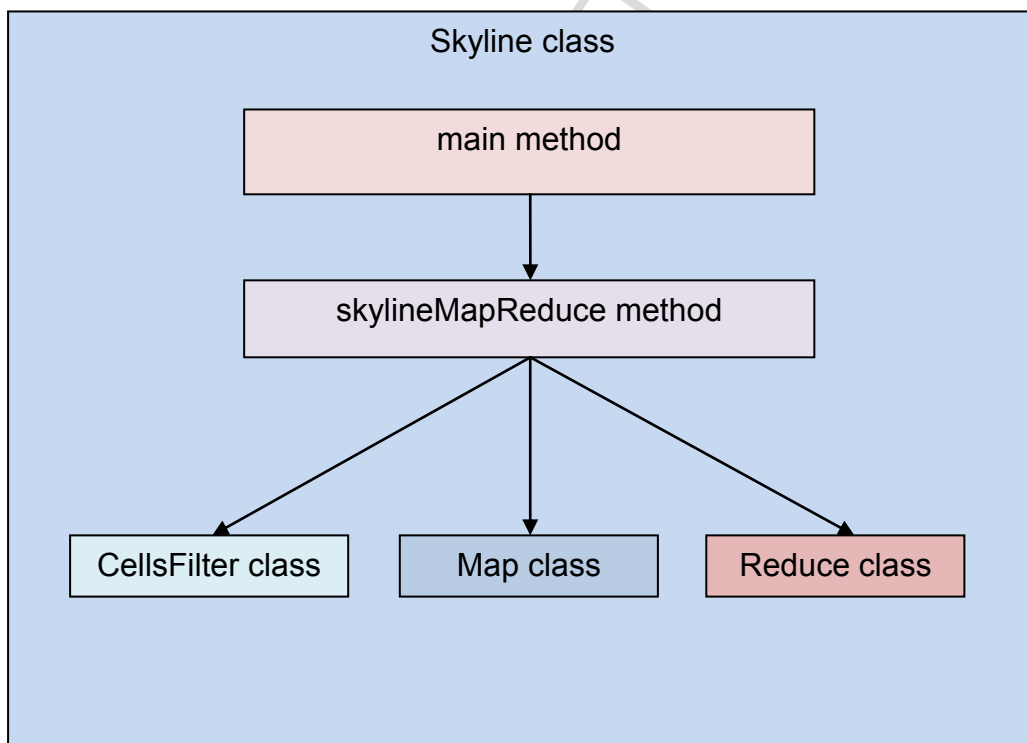 Skyline class
main method
skylineMapReduce method
CellsFilter class
Map class
Reduce class